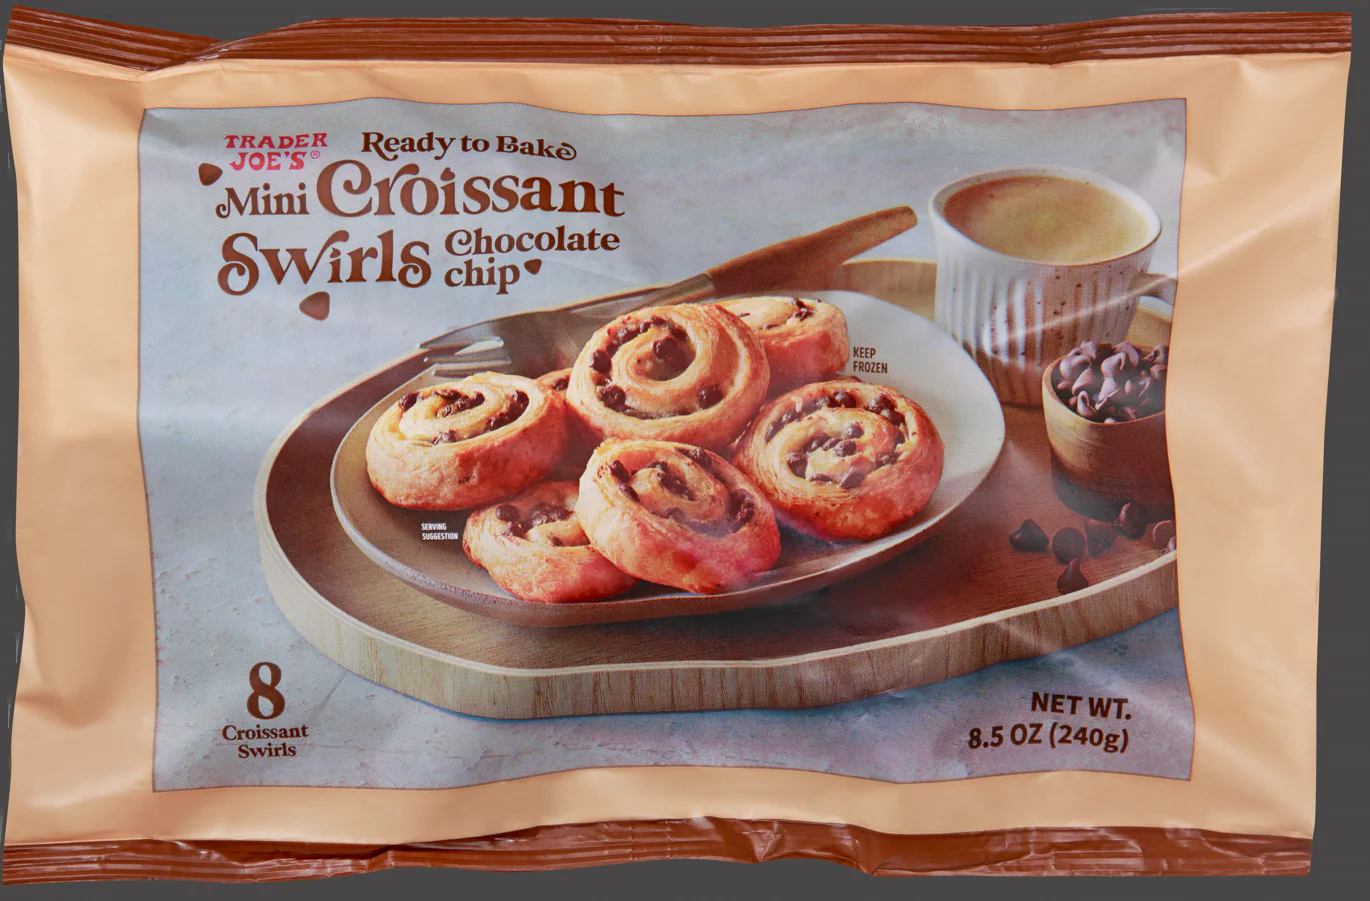 TRADER
JOE'S®
Ready to Bake
Mini Croissant
Swirls Chocolate
chip
KEEP
FROZEN
SERVING
SUGGESTION
8
Croissant
Swirls
NET WT.
8.5 OZ (240g)